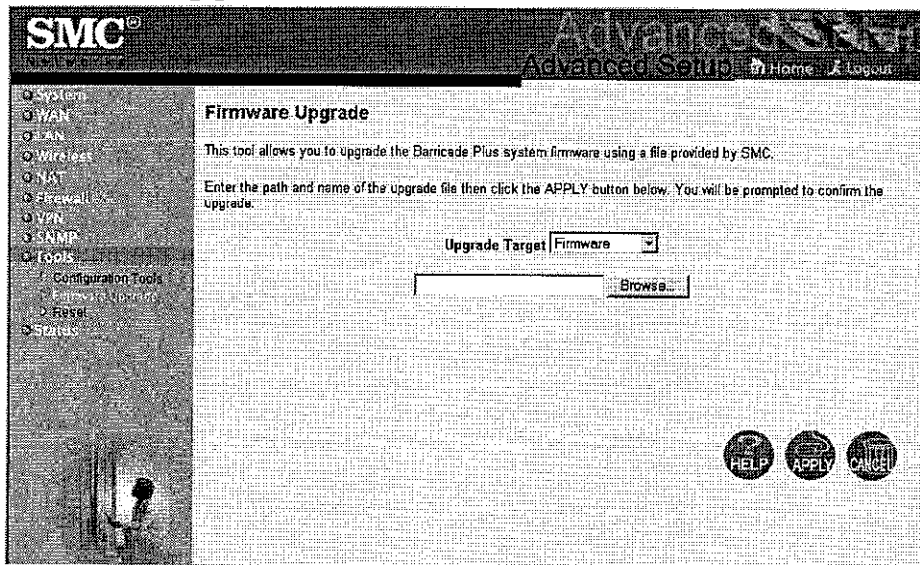 SMC®
Networks
Advanced Setup
Advanced Setup
Home
Logout
System
WAN
LAN
Wireless
NAT
Firewall
VPN
SNMP
Tools
Configuration Tools
Firmware Upgrade
Reset
Status
Firmware Upgrade
This tool allows you to upgrade the Barricade Plus system firmware using a file provided by SMC.
Enter the path and name of the upgrade file then click the APPLY button below. You will be prompted to confirm the
upgrade.
Upgrade Target Firmware
Browse...
HELP
APPLY
CANCEL